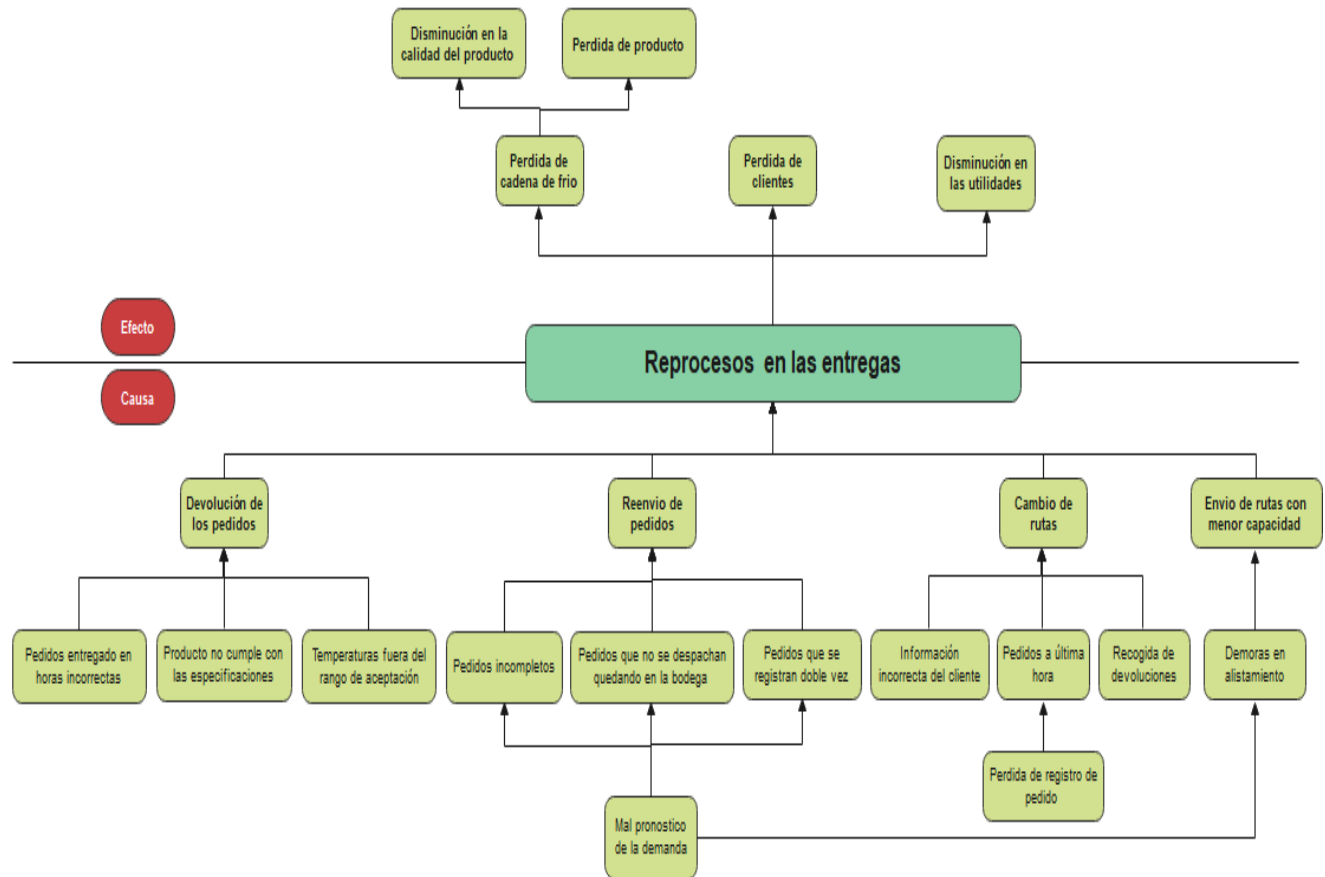 Disminución en la
calidad del producto
Perdida de producto
Perdida de
cadena de frio
Perdida de
clientes
Disminución en
las utilidades
Efecto
Reprocesos en las entregas
Causa
Devolución de
los pedidos
Reenvio de
pedidos
Cambio de
rutas
Envio de rutas con
menor capacidad
Pedidos entregado en
horas incorrectas
Producto no cumple con
las especificaciones
Temperaturas fuera del
rango de aceptación
Pedidos incompletos
Pedidos que no se despachan
quedando en la bodega
Pedidos que se
registran doble vez
Información
incorrecta del cliente
Pedidos a última
hora
Recogida de
devoluciones
Demoras en
alistamiento
Perdida de registro de
pedido
Mal pronostico
de la demanda